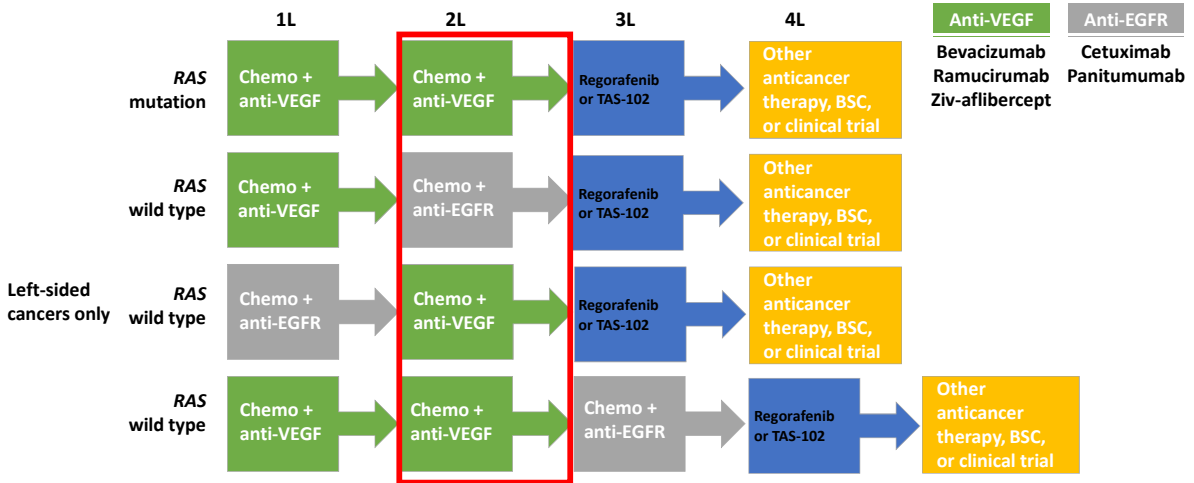 1L 2L 3L 4L
Anti-VEGF Anti-EGFR
Bevacizumab Cetuximab
Ramucirumab Panitumumab
Ziv-aflibercept
RAS
mutation
Chemo +
anti-VEGF
Chemo +
anti-VEGF
Regorafenib
or TAS-102
Other
anticancer
therapy, BSC,
or clinical trial
RAS
wild type
Chemo +
anti-VEGF
Chemo +
anti-EGFR
Regorafenib
or TAS-102
Other
anticancer
therapy, BSC,
or clinical trial
Left-sided
cancers only
RAS
wild type
Chemo +
anti-EGFR
Chemo +
anti-VEGF
Regorafenib
or TAS-102
Other
anticancer
therapy, BSC,
or clinical trial
RAS
wild type
Chemo +
anti-VEGF
Chemo +
anti-VEGF
Chemo +
anti-EGFR
Regorafenib
or TAS-102
Other
anticancer
therapy, BSC,
or clinical trial